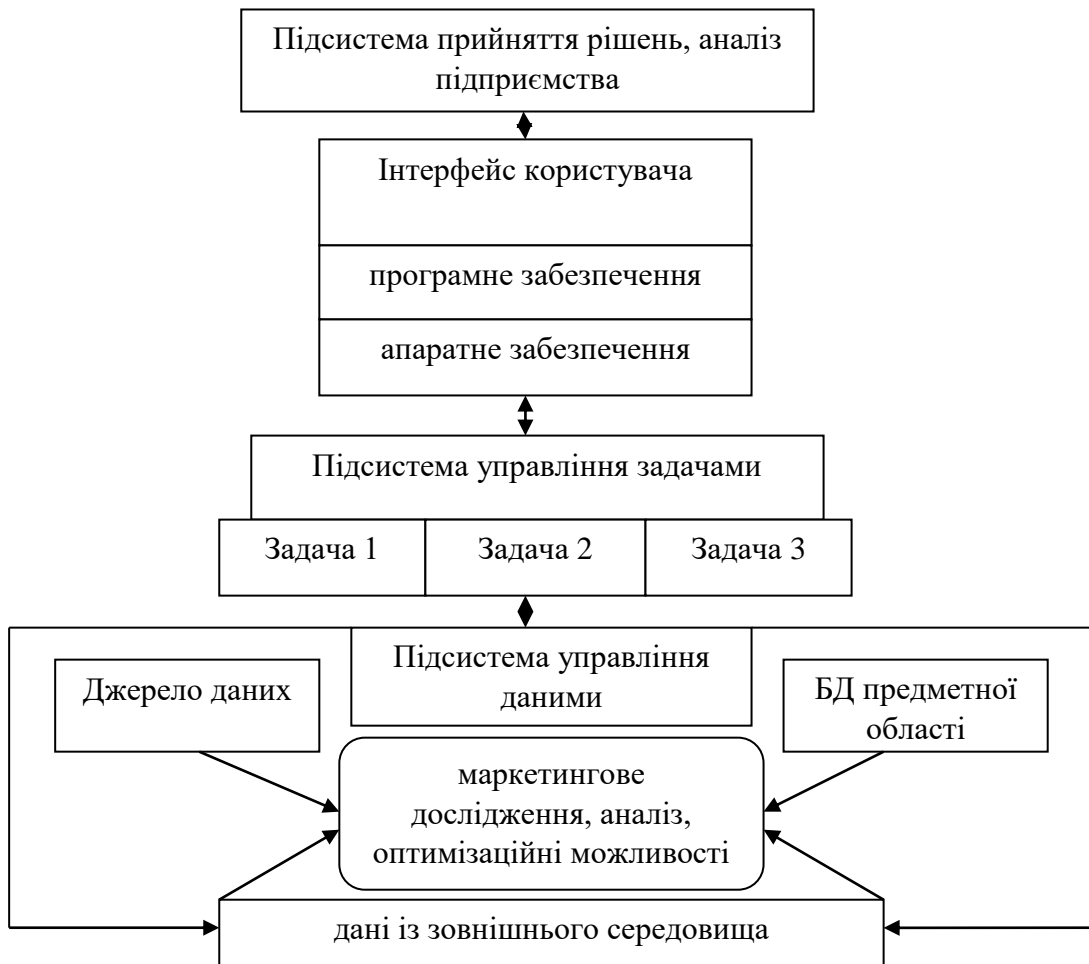 Підсистема прийняття рішень, аналіз
підприємства
Інтерфейс користувача
програмне забезпечення
апаратне забезпечення
Підсистема управління задачами
Задача 1
Задача 2
Задача 3
Підсистема управління
даними
Джерело даних
БД предметної
області
маркетингове
дослідження, аналіз,
оптимізаційні можливості
дані із зовнішнього середовища